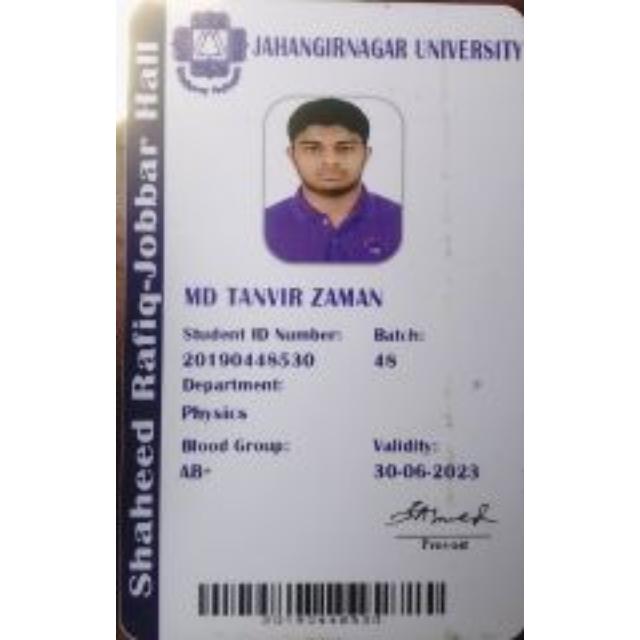 JAHANGIRNAGAR UNIVERSITY
Shaheed Rafiq-Jobbar Hall
MD TANVIR ZAMAN
Student ID Number: Batch:
20190448530 48
Department:
Physics
Blood Group: Validity:
AB+ 30-06-2023
Provost
20190448530